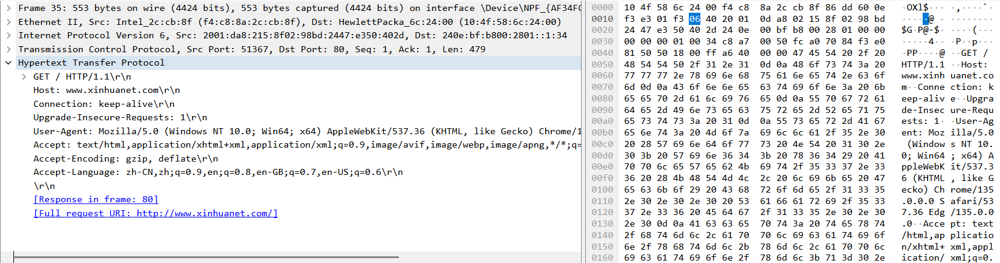 Frame 35: 553 bytes on wire (4424 bits), 553 bytes captured (4424 bits) on interface \Device\NPF_{AF34FC
Ethernet II, Src: Intel_2c:cb:8f (f4:c8:8a:2c:cb:8f), Dst: HewlettPacka_6c:24:00 (10:4f:58:6c:24:00)
Internet Protocol Version 6, Src: 2001:da8:215:8f02:98bd:2447:e350:402d, Dst: 240e:bf:b800:2801::1:34
Transmission Control Protocol, Src Port: 51367, Dst Port: 80, Seq: 1, Ack: 1, Len: 479
Hypertext Transfer Protocol
GET / HTTP/1.1\r\n
Host: www.xinhuanet.com\r\n
Connection: keep-alive\r\n
Upgrade-Insecure-Requests: 1\r\n
User-Agent: Mozilla/5.0 (Windows NT 10.0; Win64; x64) AppleWebKit/537.36 (KHTML, like Gecko) Chrome/1
Accept: text/html,application/xhtml+xml,application/xml;q=0.9,image/avif,image/webp,image/apng,*/*;q=
Accept-Encoding: gzip, deflate\r\n
Accept-Language: zh-CN,zh;q=0.9,en;q=0.8,en-GB;q=0.7,en-US;q=0.6\r\n
\r\n
[Response in frame: 80]
[Full request URI: http://www.xinhuanet.com/]
0000 10 4f 58 6c 24 00 f4 c8 8a 2c cb 8f 86 dd 60 0e ·OXl$··· ·,····`·
0010 f3 e3 01 f3 06 40 20 01 0d a8 02 15 8f 02 98 bd ·····@ · ········
0020 24 47 e3 50 40 2d 24 0e 00 bf b8 00 28 01 00 00 $G·P@-$· ····(···
0030 00 00 00 01 00 34 c8 a7 00 50 fc a0 70 84 f3 e0 ·····4·· ·P··p···
0040 81 50 50 18 00 ff a6 40 00 00 47 45 54 20 2f 20 ·PP····@ ··GET / 
0050 48 54 54 50 2f 31 2e 31 0d 0a 48 6f 73 74 3a 20 HTTP/1.1 ··Host: 
0060 77 77 77 2e 78 69 6e 68 75 61 6e 65 74 2e 63 6f www.xinh uanet.co
0070 6d 0d 0a 43 6f 6e 6e 65 63 74 69 6f 6e 3a 20 6b m··Conne ction: k
0080 65 65 70 2d 61 6c 69 76 65 0d 0a 55 70 67 72 61 eep-aliv e··Upgra
0090 64 65 2d 49 6e 73 65 63 75 72 65 2d 52 65 71 75 de-Insec ure-Requ
00a0 65 73 74 73 3a 20 31 0d 0a 55 73 65 72 2d 41 67 ests: 1· ·User-Ag
00b0 65 6e 74 3a 20 4d 6f 7a 69 6c 6c 61 2f 35 2e 30 ent: Moz illa/5.0
00c0 20 28 57 69 6e 64 6f 77 73 20 4e 54 20 31 30 2e (Window s NT 10.
00d0 30 3b 20 57 69 6e 36 34 3b 20 78 36 34 29 20 41 0; Win64 ; x64) A
00e0 70 70 6c 65 57 65 62 4b 69 74 2f 35 33 37 2e 33 ppleWebK it/537.3
00f0 36 20 28 4b 48 54 4d 4c 2c 20 6c 69 6b 65 20 47 6 (KHTML , like G
0100 65 63 6b 6f 29 20 43 68 72 6f 6d 65 2f 31 33 35 ecko) Ch rome/135
0110 2e 30 2e 30 2e 30 20 53 61 66 61 72 69 2f 35 33 .0.0.0 S afari/53
0120 37 2e 33 36 20 45 64 67 2f 31 33 35 2e 30 2e 30 7.36 Edg /135.0.0
0130 2e 30 0d 0a 41 63 63 65 70 74 3a 20 74 65 78 74 .0··Acce pt: text
0140 2f 68 74 6d 6c 2c 61 70 70 6c 69 63 61 74 69 6f /html,ap plicatio
0150 6e 2f 78 68 74 6d 6c 2b 78 6d 6c 2c 61 70 70 6c n/xhtml+ xml,appl
0160 69 63 61 74 69 6f 6e 2f 78 6d 6c 3b 71 3d 30 2e ication/ xml;q=0.